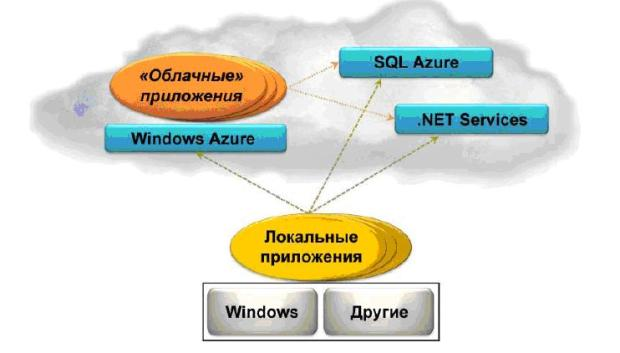 SQL Azure
«Облачные»
приложения
.NET Services
Windows Azure
Локальные
приложения
Windows
Другие